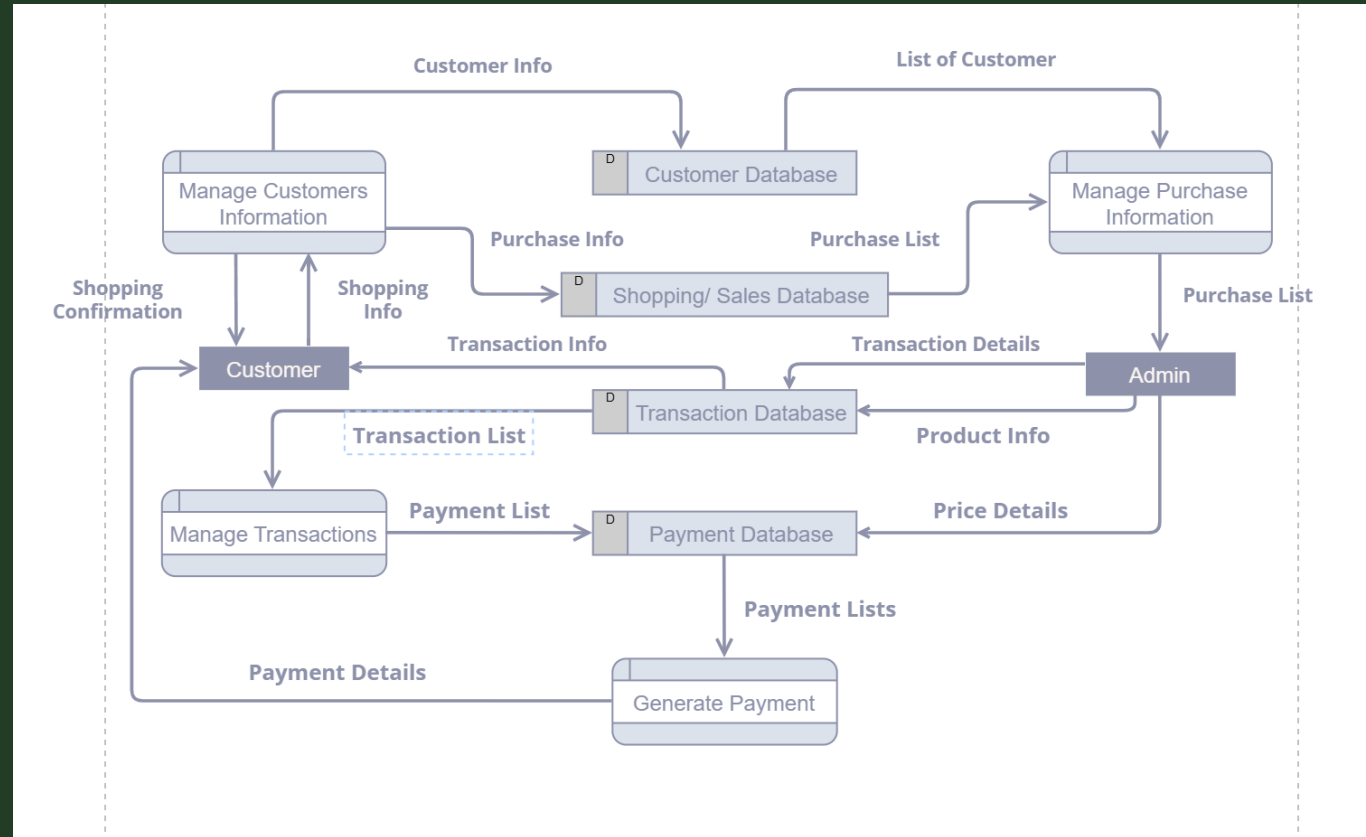 Customer Info
List of Customer
D
Customer Database
Manage Customers
Information
Manage Purchase
Information
Purchase Info
Purchase List
D
Shopping/ Sales Database
Shopping
Confirmation
Shopping
Info
Purchase List
Transaction Info
Transaction Details
Customer
Admin
D
Transaction Database
Transaction List
Product Info
Manage Transactions
Payment List
D
Payment Database
Price Details
Payment Lists
Payment Details
Generate Payment